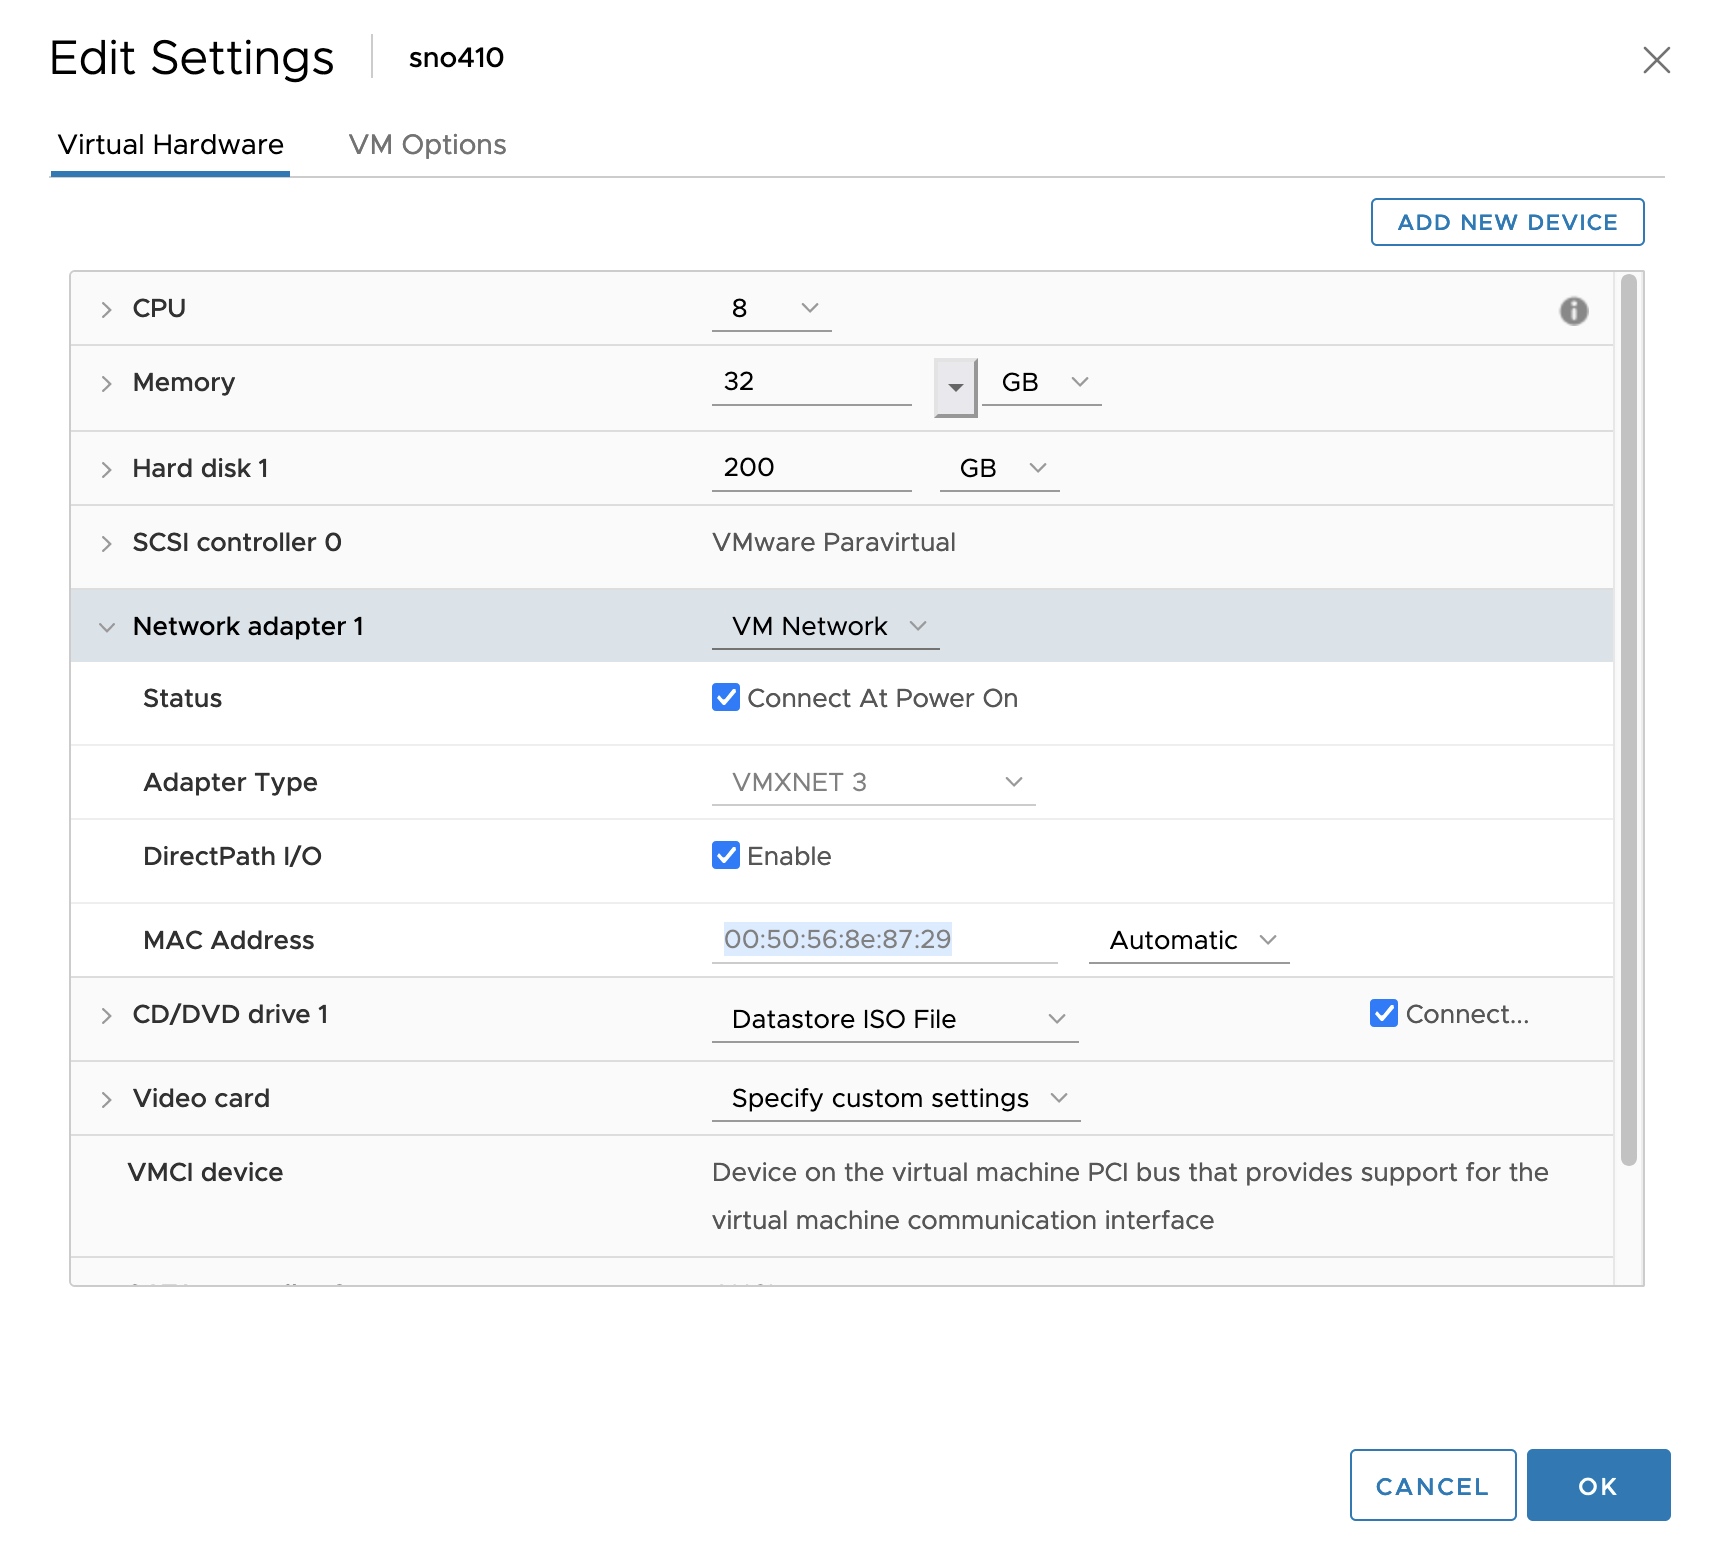 Edit Settings sno410
Virtual Hardware VM Options
ADD NEW DEVICE
CPU 8
Memory 32 GB
Hard disk 1 200 GB
SCSI controller 0 VMware Paravirtual
Network adapter 1 VM Network
Status Connect At Power On
Adapter Type VMXNET 3
DirectPath I/O Enable
MAC Address 00:50:56:8e:87:29 Automatic
CD/DVD drive 1 Datastore ISO File Connect...
Video card Specify custom settings
VMCI device Device on the virtual machine PCI bus that provides support for the
virtual machine communication interface
CANCEL OK